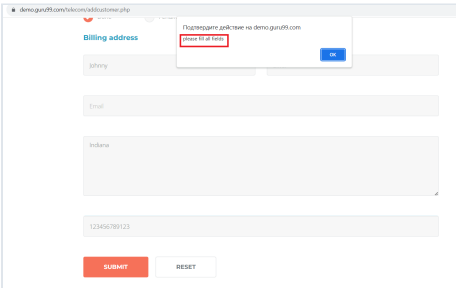 demo.guru99.com/telecom/addcustomer.php
Подтвердите действие на demo.guru99.com
please fill all fields
OK
Billing address
Johnny
Email
Indiana
123456789123
SUBMIT RESET